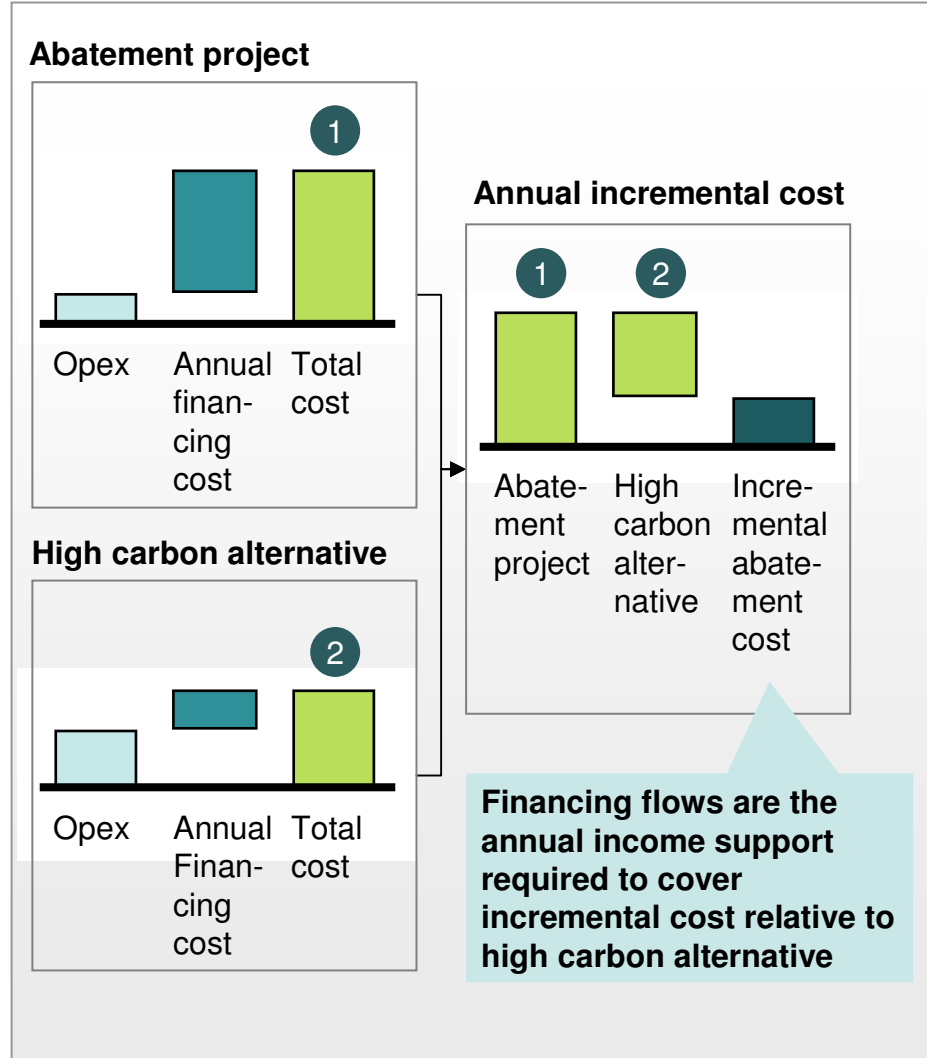 Abatement project
1
Opex
Annual
finan-
cing
cost
Total
cost
High carbon alternative
2
Opex
Annual
Finan-
cing
cost
Total
cost
Annual incremental cost
1
2
Abate-
ment
project
High
carbon
alter-
native
Incre-
mental
abate-
ment
cost
Financing flows are the
annual income support
required to cover
incremental cost relative to
high carbon alternative